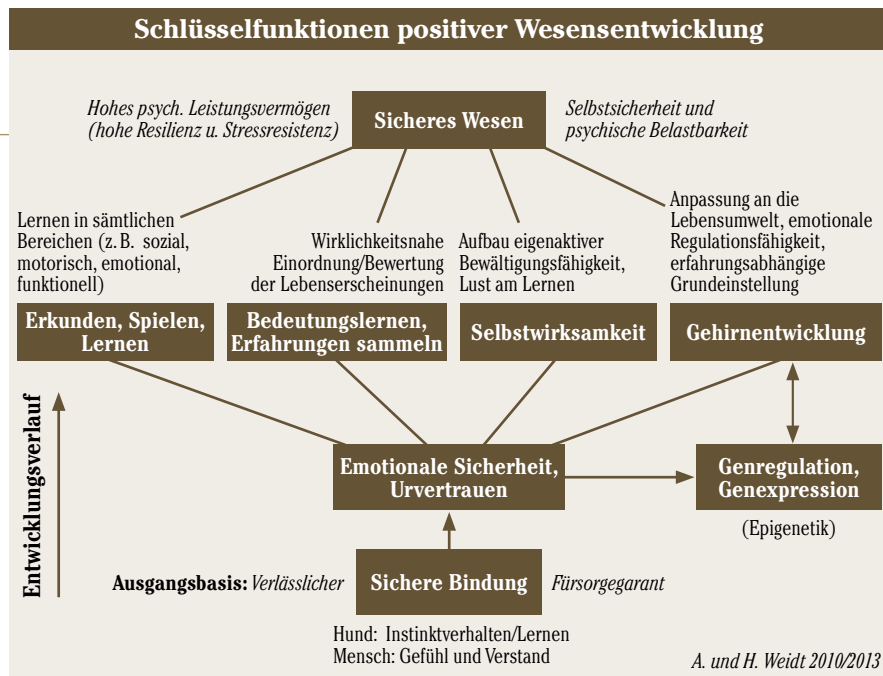 Schlüsselfunktionen positiver Wesensentwicklung
Hohes psych. Leistungsvermögen
(hohe Resilienz u. Stressresistenz)
Sicheres Wesen
Selbstsicherheit und
psychische Belastbarkeit
Lernen in sämtlichen
Bereichen (z. B. sozial,
motorisch, emotional,
funktionell)
Wirklichkeitsnahe
Einordnung/Bewertung
der Lebenserscheinungen
Aufbau eigenaktiver
Bewältigungsfähigkeit,
Lust am Lernen
Anpassung an die
Lebensumwelt, emotionale
Regulationsfähigkeit,
erfahrungsabhängige
Grundeinstellung
Erkunden, Spielen,
Lernen
Bedeutungslernen,
Erfahrungen sammeln
Selbstwirksamkeit
Gehirnentwicklung
Entwicklungsverlauf
Emotionale Sicherheit,
Urvertrauen
Genregulation,
Genexpression
(Epigenetik)
Ausgangsbasis: Verlässlicher
Sichere Bindung
Fürsorgegarant
Hund: Instinktverhalten/Lernen
Mensch: Gefühl und Verstand
A. und H. Weidt 2010/2013